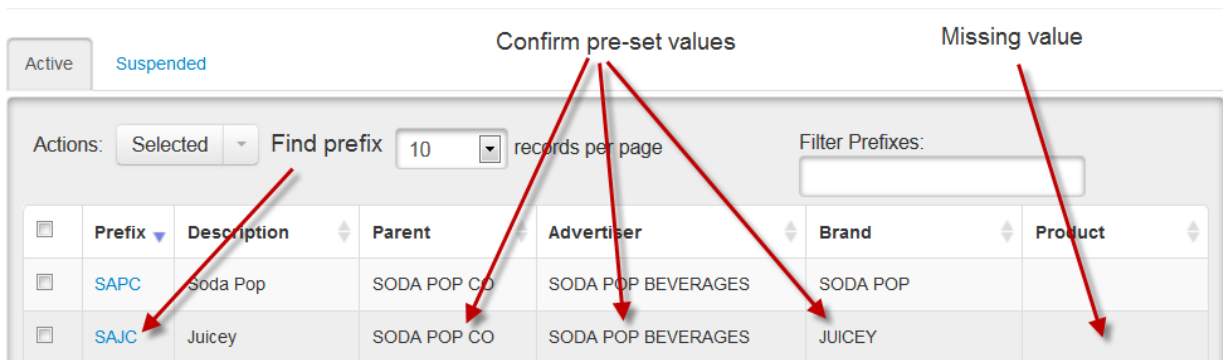 Confirm pre-set values Missing value
Active Suspended
Actions: Selected Find prefix 10 records per page Filter Prefixes:
Prefix Description Parent Advertiser Brand Product
SAPC Soda Pop SODA POP CO SODA POP BEVERAGES SODA POP
SAJC Juicey SODA POP CO SODA POP BEVERAGES JUICEY